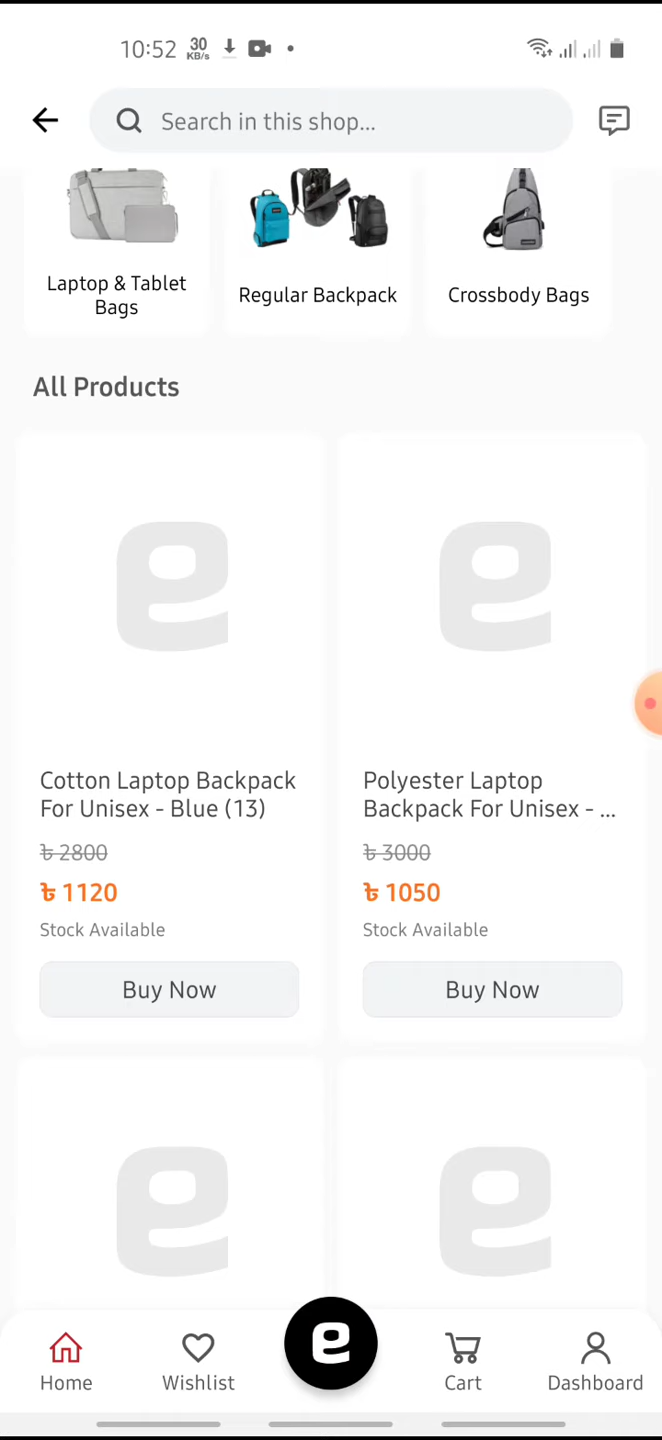 10:52 30 KB/s
Search in this shop...
Laptop & Tablet
Bags
Regular Backpack
Crossbody Bags
All Products
Cotton Laptop Backpack
For Unisex - Blue (13)
৳ 2800
৳ 1120
Stock Available
Buy Now
Polyester Laptop
Backpack For Unisex - ...
৳ 3000
৳ 1050
Stock Available
Buy Now
Home
Wishlist
Cart
Dashboard